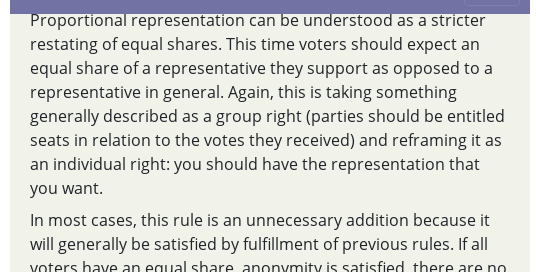 Proportional representation can be understood as a stricter
restating of equal shares. This time voters should expect an
equal share of a representative they support as opposed to a
representative in general. Again, this is taking something
generally described as a group right (parties should be entitled
seats in relation to the votes they received) and reframing it as
an individual right: you should have the representation that
you want.
In most cases, this rule is an unnecessary addition because it
will generally be satisfied by fulfillment of previous rules. If all
voters have an equal share, anonymity is satisfied, there are no